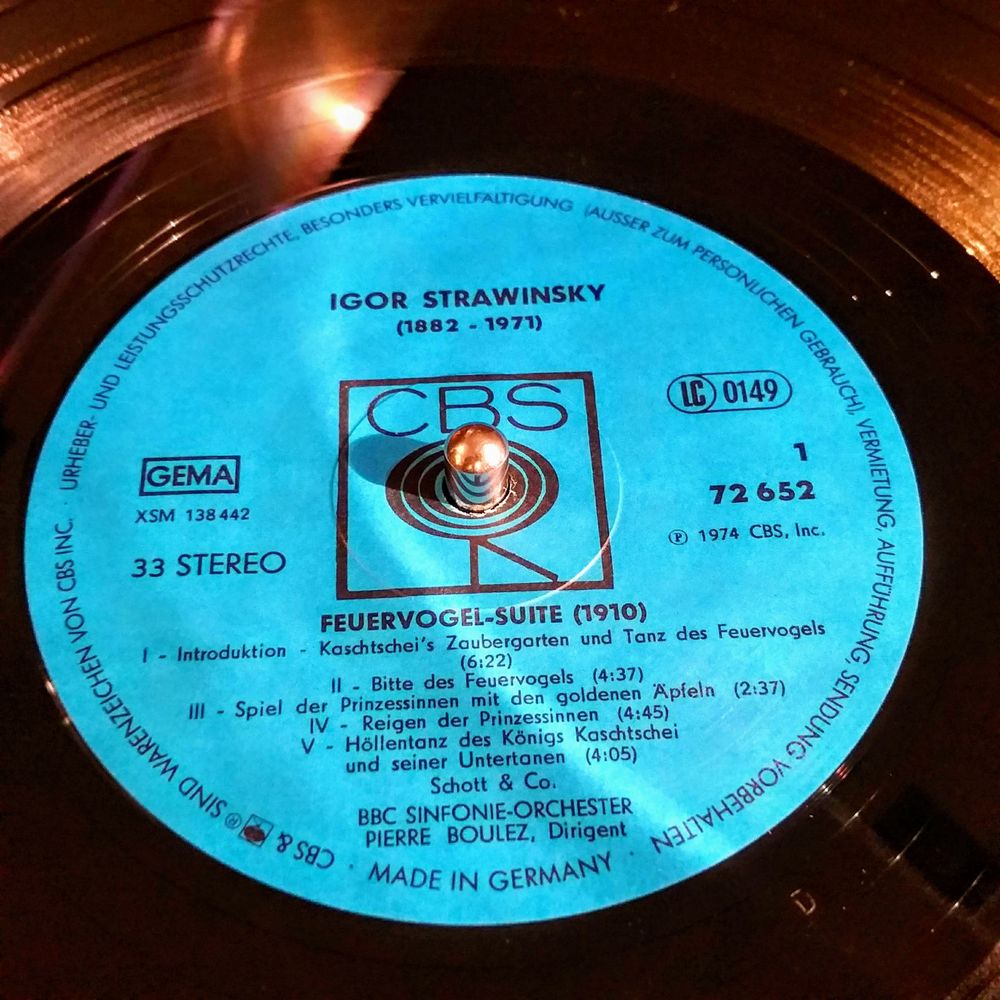 URHEBER- UND LEISTUNGSSCHUTZRECHTE, BESONDERS VERVIELFÄLTIGUNG (AUSSER ZUM PERSÖNLICHEN GEBRAUCH), VERMIETUNG, AUFFÜHRUNG, SENDUNG VORBEHALTEN ·
IGOR STRAWINSKY
(1882 - 1971)
CBS
LC 0149
GEMA
1
XSM 138442
72 652
33 STEREO
℗ 1974 CBS, Inc.
FEUERVOGEL-SUITE (1910)
I - Introduktion - Kaschtschei's Zaubergarten und Tanz des Feuervogels
(6:22)
II - Bitte des Feuervogels (4:37)
III - Spiel der Prinzessinnen mit den goldenen Äpfeln (2:37)
IV - Reigen der Prinzessinnen (4:45)
V - Höllentanz des Königs Kaschtschei
und seiner Untertanen (4:05)
Schott & Co.
BBC SINFONIE-ORCHESTER
PIERRE BOULEZ, Dirigent
MADE IN GERMANY ·
CBS & ® SIND WARENZEICHEN VON CBS INC. ·
D